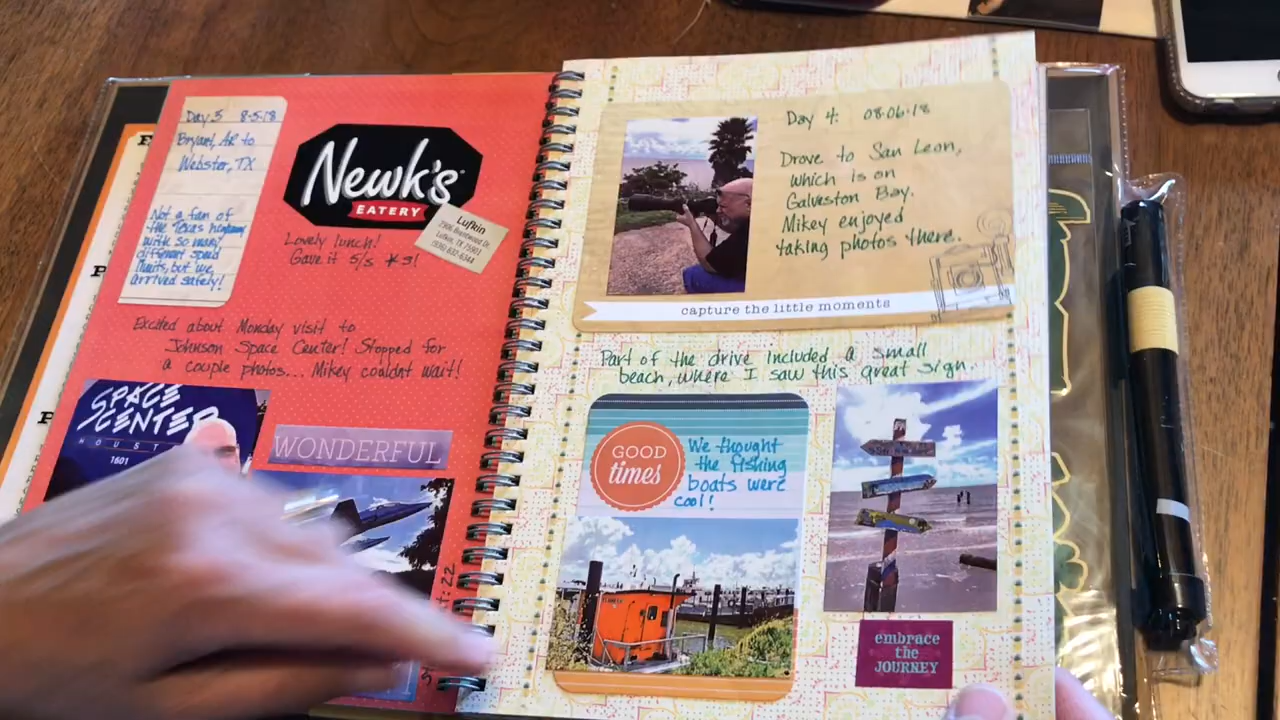 Day 5 8-5-18
Bryant, AR to
Webster, TX
Not a fan of
the Texas highway
with so many
different speed
limits, but we
arrived safely!
Newk's
EATERY
Lufkin
Lufkin, TX 75901
Lovely lunch!
Gave it 5/5 *s!
Excited about Monday visit to
Johnson Space Center! Stopped for
a couple photos... Mikey couldnt wait!
SPACE
CENTER
HOUSTON
1601
WONDERFUL
Day 4: 08.06.18
Drove to San Leon,
which is on
Galveston Bay.
Mikey enjoyed
taking photos there.
capture the little moments
Part of the drive included a small
beach, where I saw this great sign.
GOOD
times
We thought
the fishing
boats were
cool!
embrace
the
JOURNEY